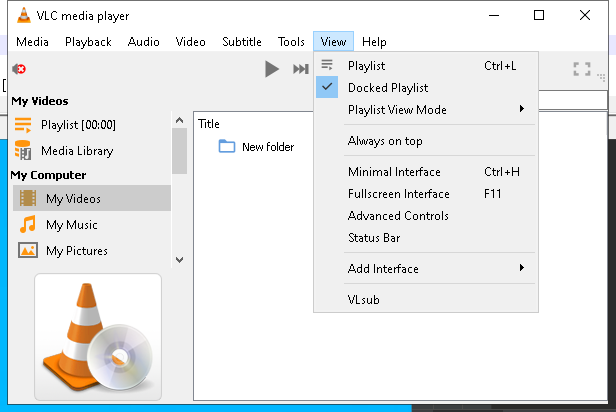 VLC media player
Media Playback Audio Video Subtitle Tools View Help
My Videos
Playlist [00:00]
Media Library
My Computer
My Videos
My Music
My Pictures
Title
New folder
Playlist Ctrl+L
Docked Playlist
Playlist View Mode
Always on top
Minimal Interface Ctrl+H
Fullscreen Interface F11
Advanced Controls
Status Bar
Add Interface
VLsub